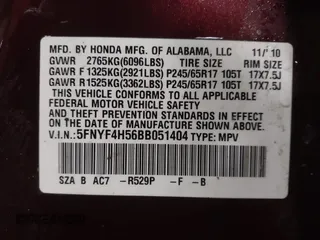 MFD. BY HONDA MFG. OF ALABAMA, LLC 11/10
GVWR 2765KG(6096LBS) TIRE SIZE RIM SIZE
GAWR F 1325KG(2921LBS) P245/65R17 105T 17X7.5J
GAWR R1525KG(3362LBS) P245/65R17 105T 17X7.5J
THIS VEHICLE CONFORMS TO ALL APPLICABLE
FEDERAL MOTOR VEHICLE SAFETY AND
THEFT PREVENTION STANDARDS IN EFFECT ON
THE DATE OF MANUFACTURE SHOWN ABOVE.
V.I.N:5FNYF4H56BB051404 TYPE: MPV
SZA B AC7 -R529P -F -B